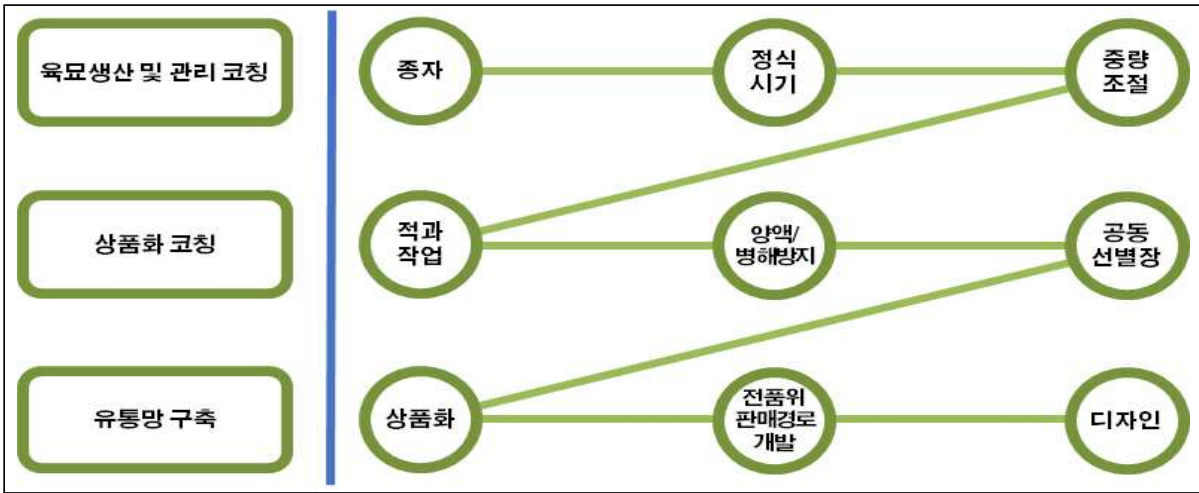 육묘생산 및 관리 코칭
종자
정식
시기
중량
조절
상품화 코칭
적과
작업
양액/
병해방지
공동
선별장
유통망 구축
상품화
전품위
판매경로
개발
디자인